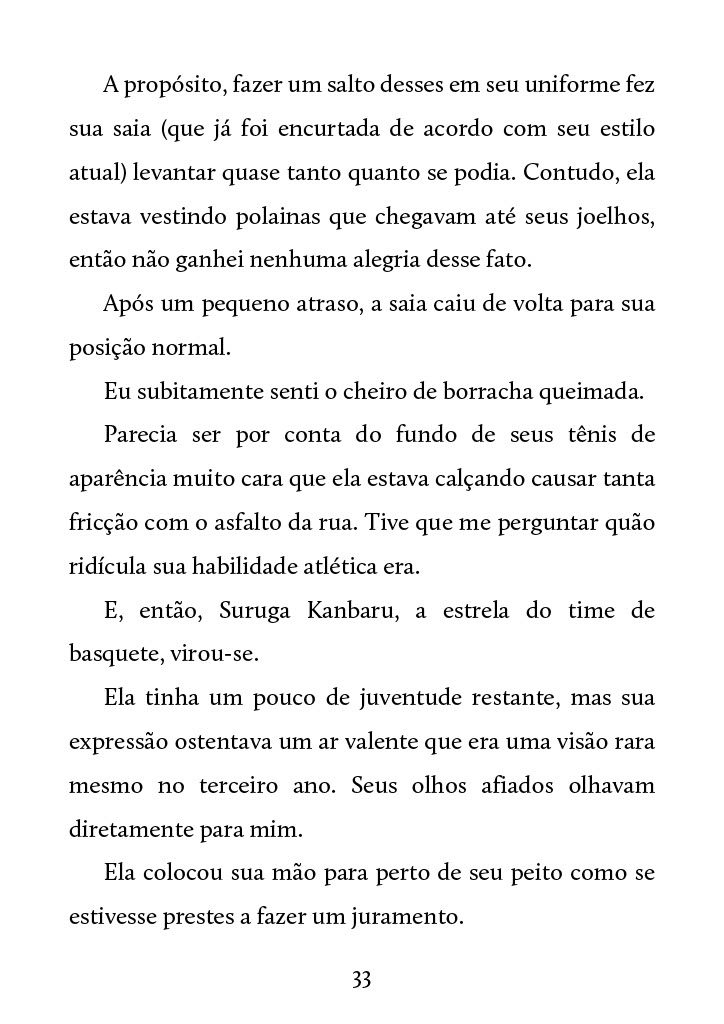 A propósito, fazer um salto desses em seu uniforme fez
sua saia (que já foi encurtada de acordo com seu estilo
atual) levantar quase tanto quanto se podia. Contudo, ela
estava vestindo polainas que chegavam até seus joelhos,
então não ganhei nenhuma alegria desse fato.
Após um pequeno atraso, a saia caiu de volta para sua
posição normal.
Eu subitamente senti o cheiro de borracha queimada.
Parecia ser por conta do fundo de seus tênis de
aparência muito cara que ela estava calçando causar tanta
fricção com o asfalto da rua. Tive que me perguntar quão
ridícula sua habilidade atlética era.
E, então, Suruga Kanbaru, a estrela do time de
basquete, virou-se.
Ela tinha um pouco de juventude restante, mas sua
expressão ostentava um ar valente que era uma visão rara
mesmo no terceiro ano. Seus olhos afiados olhavam
diretamente para mim.
Ela colocou sua mão para perto de seu peito como se
estivesse prestes a fazer um juramento.
33